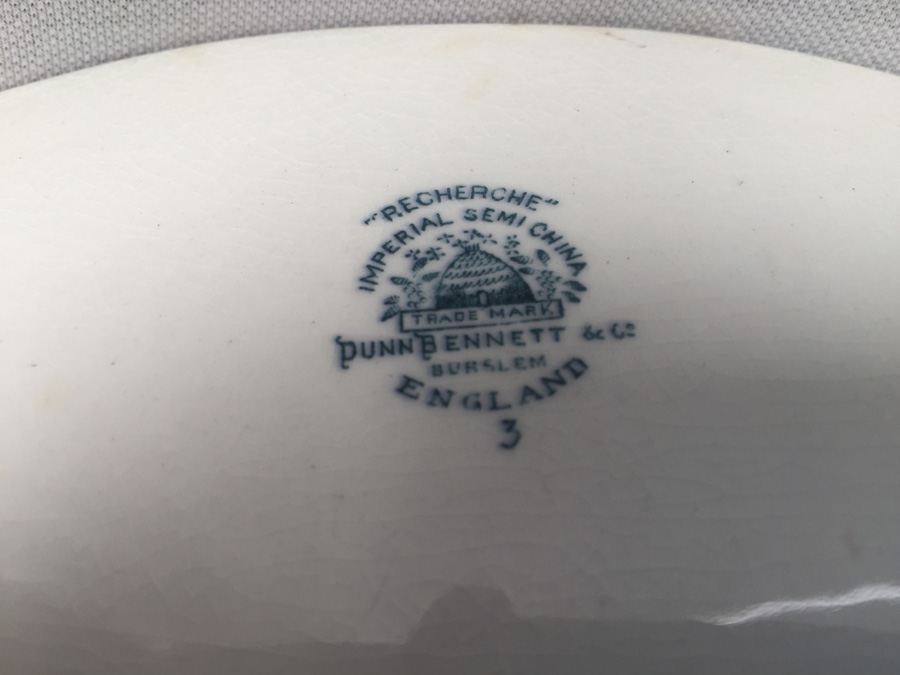 "RECHERCHE"
IMPERIAL SEMI CHINA
TRADE MARK
DUNN BENNETT & Co
BURSLEM
ENGLAND
3